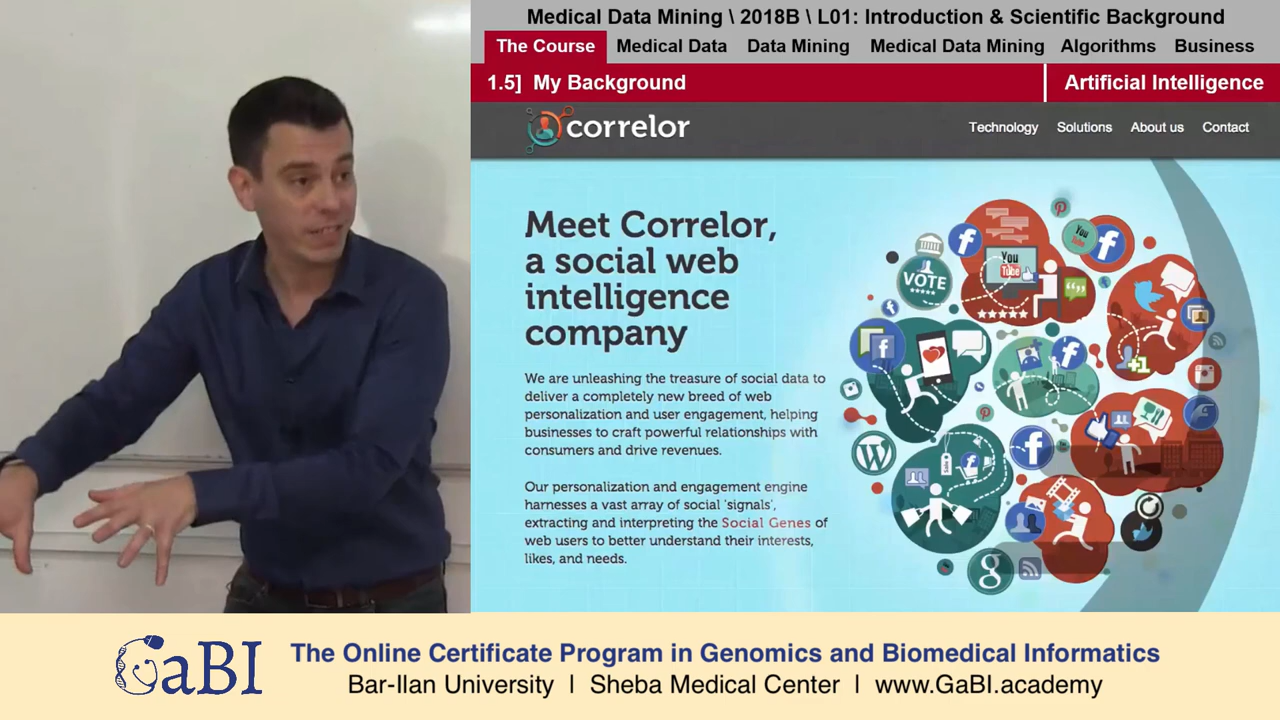 Medical Data Mining \ 2018B \ L01: Introduction & Scientific Background
The Course Medical Data Data Mining Medical Data Mining Algorithms Business
1.5] My Background Artificial Intelligence
correlor
Technology Solutions About us Contact
Meet Correlor,
a social web
intelligence
company
We are unleashing the treasure of social data to
deliver a completely new breed of web
personalization and user engagement, helping
businesses to craft powerful relationships with
consumers and drive revenues.
Our personalization and engagement engine
harnesses a vast array of social 'signals',
extracting and interpreting the Social Genes of
web users to better understand their interests,
likes, and needs.
You
Tube
VOTE
You
Tube
+1
Sale
GaBI
The Online Certificate Program in Genomics and Biomedical Informatics
Bar-Ilan University | Sheba Medical Center | www.GaBI.academy